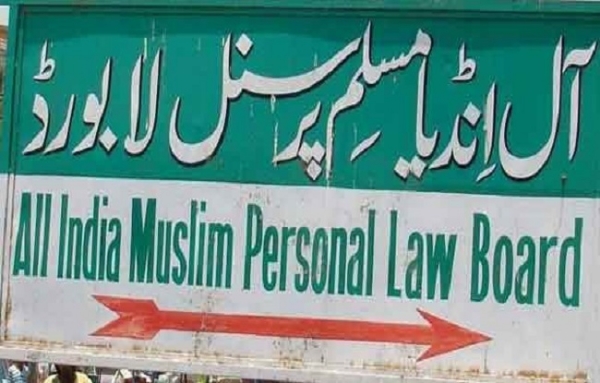 آل انڈیا مسلم پرسنل لا بورڈ
All India Muslim Personal Law Board